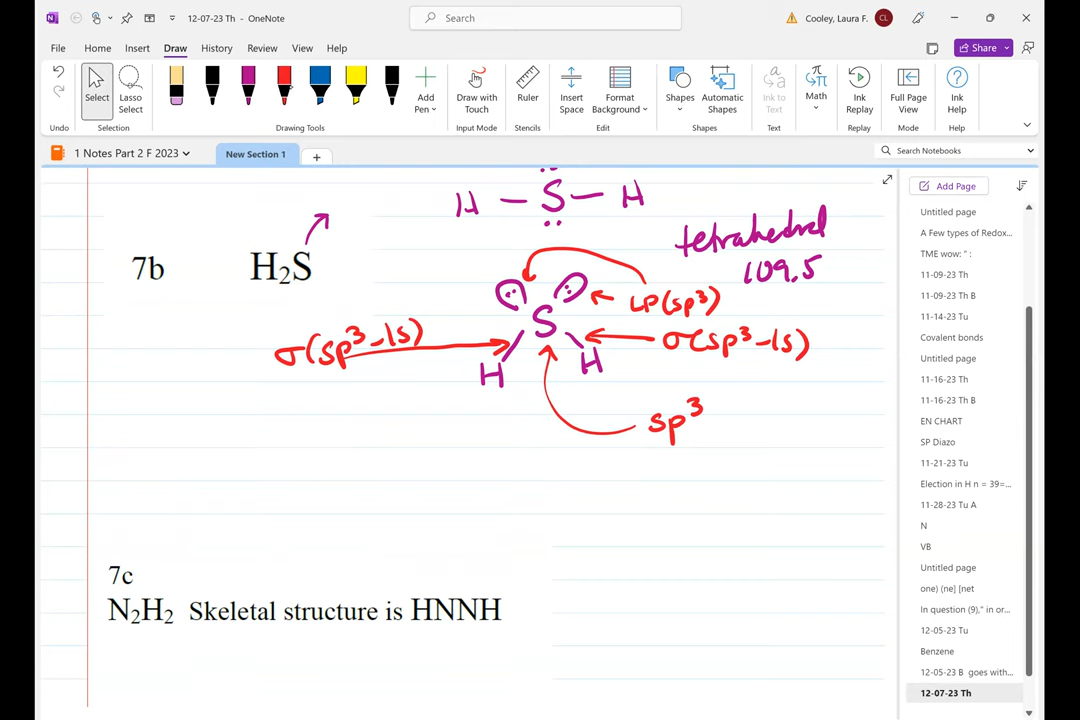 12-07-23 Th - OneNote
Search
Cooley, Laura F.
CL
File Home Insert Draw History Review View Help
Share
Select
Lasso Select
Add Pen
Draw with Touch
Ruler
Insert Space
Format Background
Shapes
Automatic Shapes
Ink to Text
Math
Ink Replay
Full Page View
Ink Help
Undo
Selection
Drawing Tools
Input Mode
Stencils
Edit
Shapes
Text
Replay
Mode
Help
1 Notes Part 2 F 2023
New Section 1
Search Notebooks
Add Page
Untitled page
A Few types of Redox...
TME wow: " :
11-09-23 TH
11-09-23 TH B
11-14-23 Tu
Covalent bonds
Untitled page
11-16-23 Th
11-16-23 Th B
EN CHART
SP Diazo
11-21-23 Tu
Election in H n = 39=...
11-28-23 Tu A
N
VB
Untitled page
one) (ne] [net
In question (9)," in or...
12-05-23 Tu
Benzene
12-05-23 B goes with...
12-07-23 Th
H – S – H
tetrahedral
109.5
7b
H₂S
LP(sp³)
S
σ(sp³-1s)
σ(sp³-1s)
H
H
sp³
7c
N₂H₂ Skeletal structure is HNNH